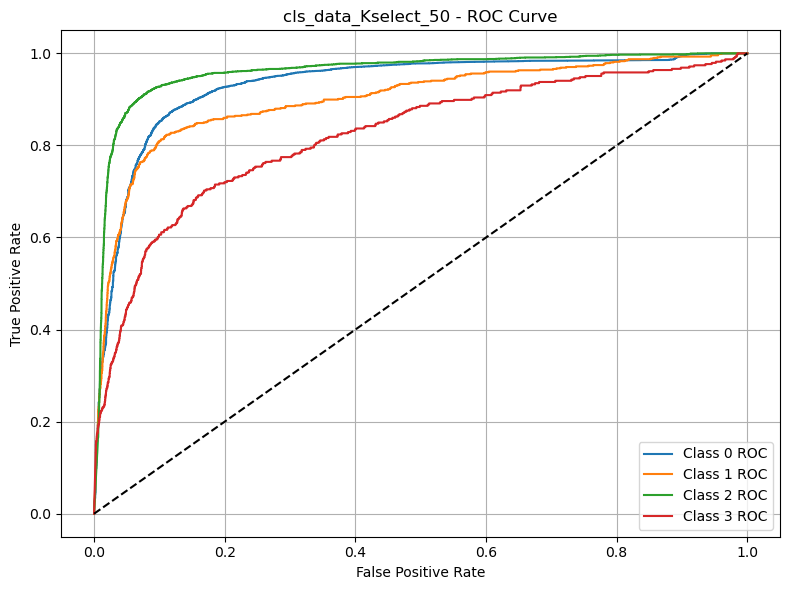 cls_data_Kselect_50 - ROC Curve
True Positive Rate
1.0
0.8
0.6
0.4
0.2
0.0
Class 0 ROC
Class 1 ROC
Class 2 ROC
Class 3 ROC
0.0 0.2 0.4 0.6 0.8 1.0
False Positive Rate